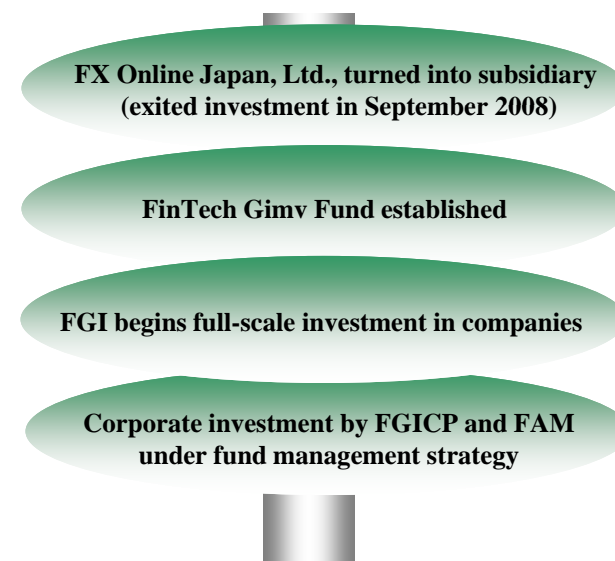 FX Online Japan, Ltd., turned into subsidiary
(exited investment in September 2008)
FinTech Gimv Fund established
FGI begins full-scale investment in companies
Corporate investment by FGICP and FAM
under fund management strategy